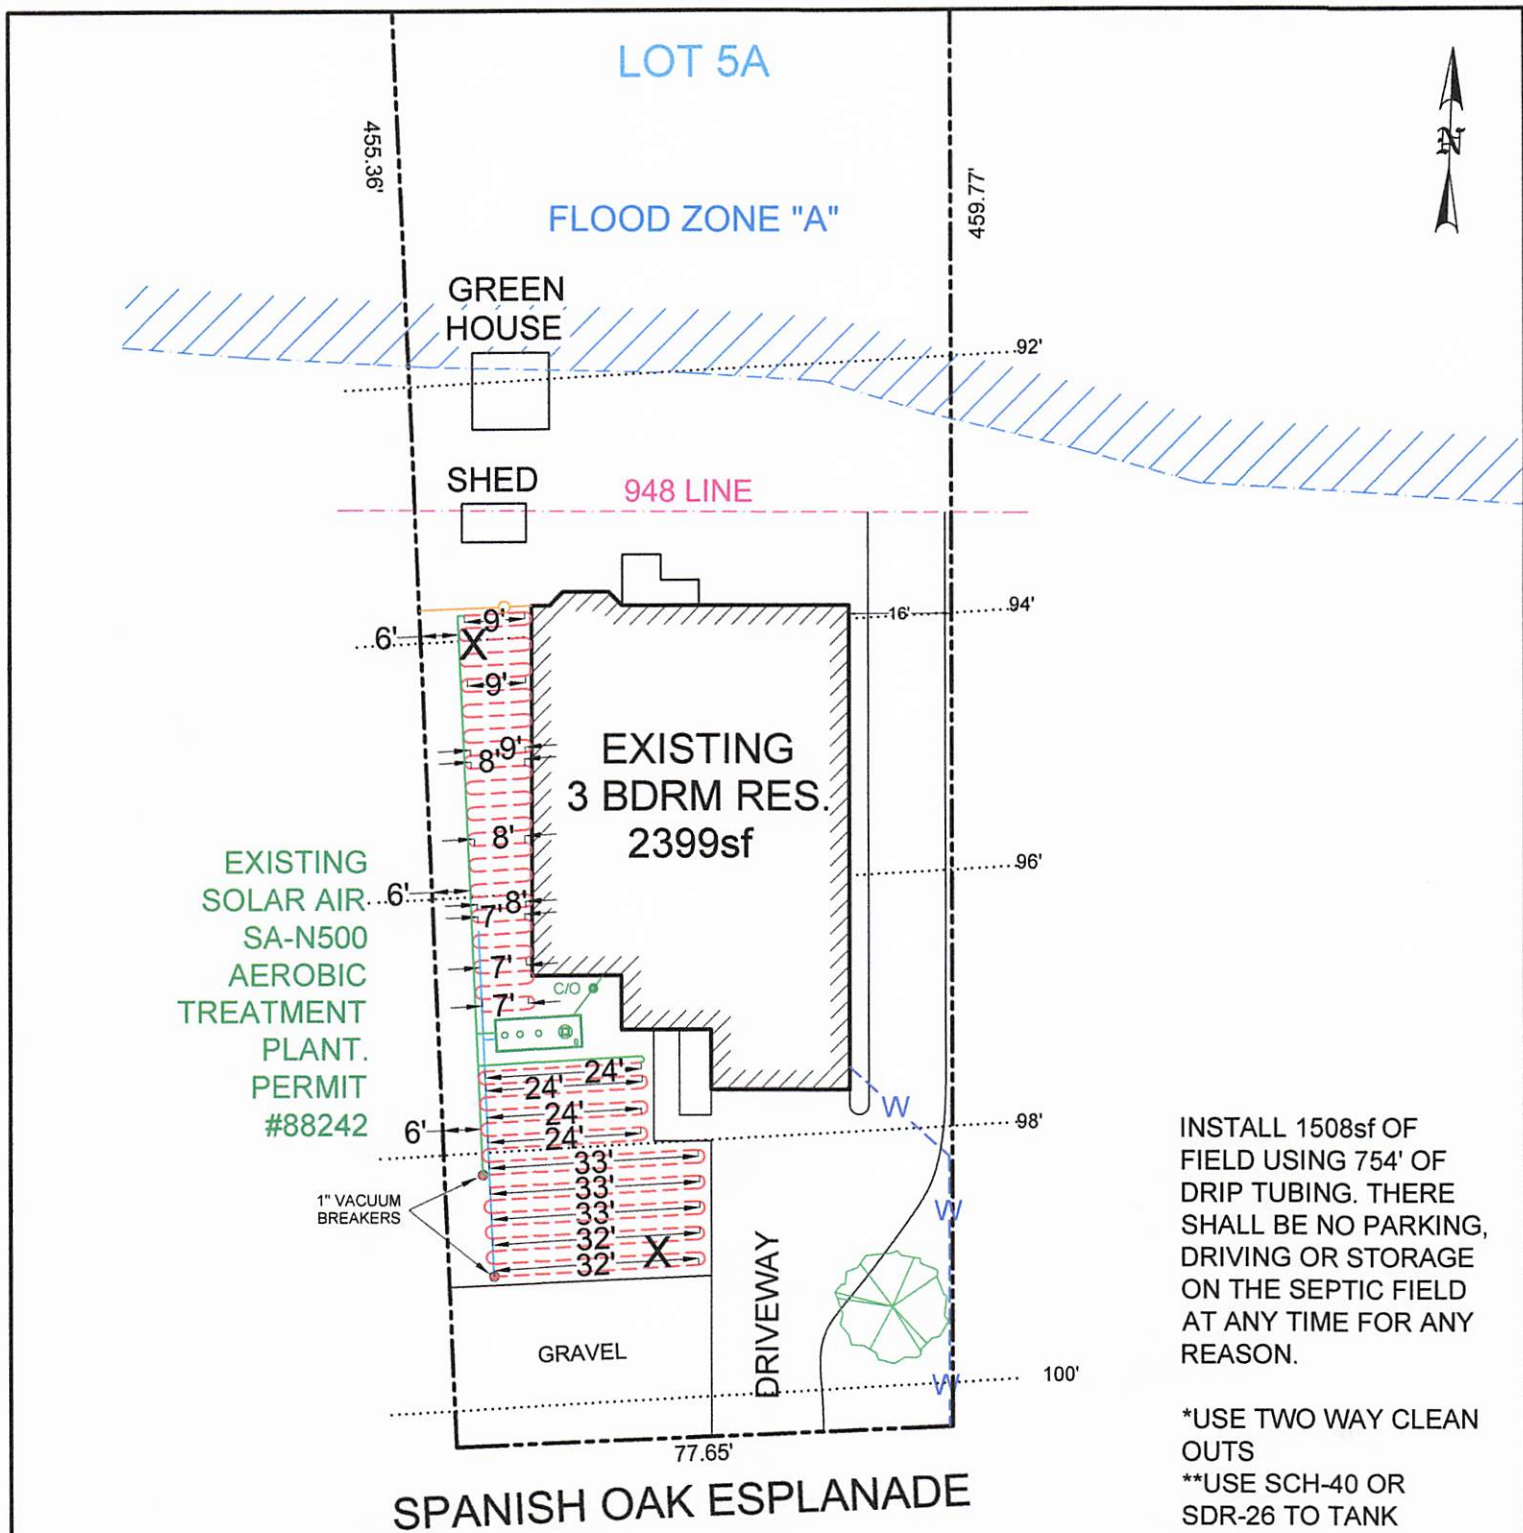 LOT 5A
N
455.36'
459.77'
FLOOD ZONE "A"
GREEN
HOUSE
92'
SHED
948 LINE
9'
6'
X
16'
94'
9'
9'
8'
EXISTING
3 BDRM RES.
2399sf
8'
96'
EXISTING
SOLAR AIR
SA-N500
AEROBIC
TREATMENT
PLANT.
PERMIT
#88242
6'
8'
7'
7'
C/O
7'
24'
24'
24'
24'
6'
W
98'
33'
33'
33'
32'
32'
X
1" VACUUM
BREAKERS
W
DRIVEWAY
GRAVEL
W
100'
77.65'
SPANISH OAK ESPLANADE
INSTALL 1508sf OF
FIELD USING 754' OF
DRIP TUBING. THERE
SHALL BE NO PARKING,
DRIVING OR STORAGE
ON THE SEPTIC FIELD
AT ANY TIME FOR ANY
REASON.
*USE TWO WAY CLEAN
OUTS
**USE SCH-40 OR
SDR-26 TO TANK